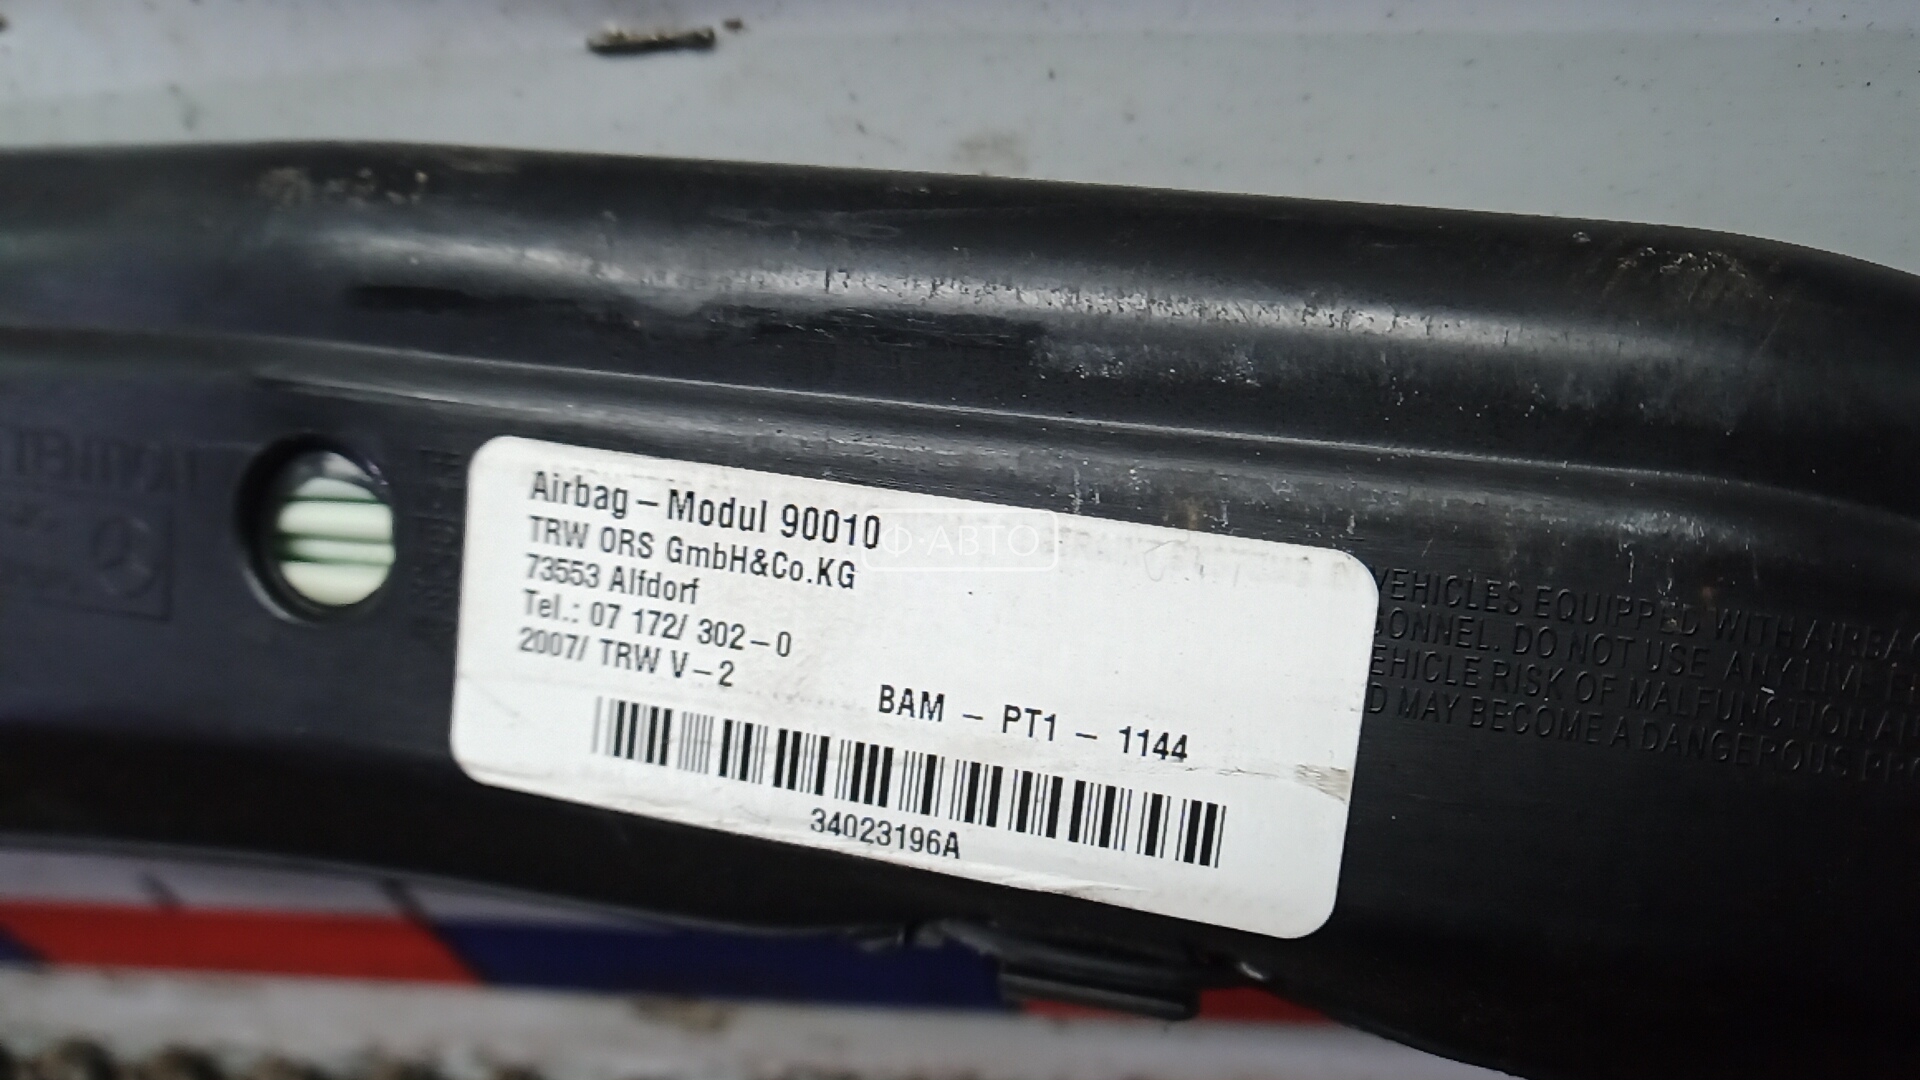 Airbag – Modul 90010
TRW ORS GmbH&Co.KG
73553 Alfdorf
Tel.: 07 172/ 302–0
2007/ TRW V–2
BAM – PT1 – 1144
34023196A
Ф·АВТО
VEHICLES EQUIPPED WITH AIRBAG
DO NOT USE ANY LIVE
VEHICLE RISK OF MALFUNCTION
MAY BECOME A DANGEROUS